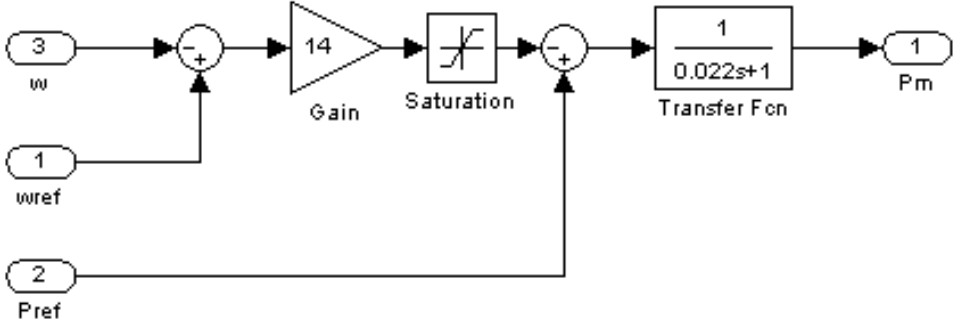 3
w
− +
14
Gain
Saturation
− +
1
0.022s+1
Transfer Fcn
1
Pm
1
wref
2
Pref